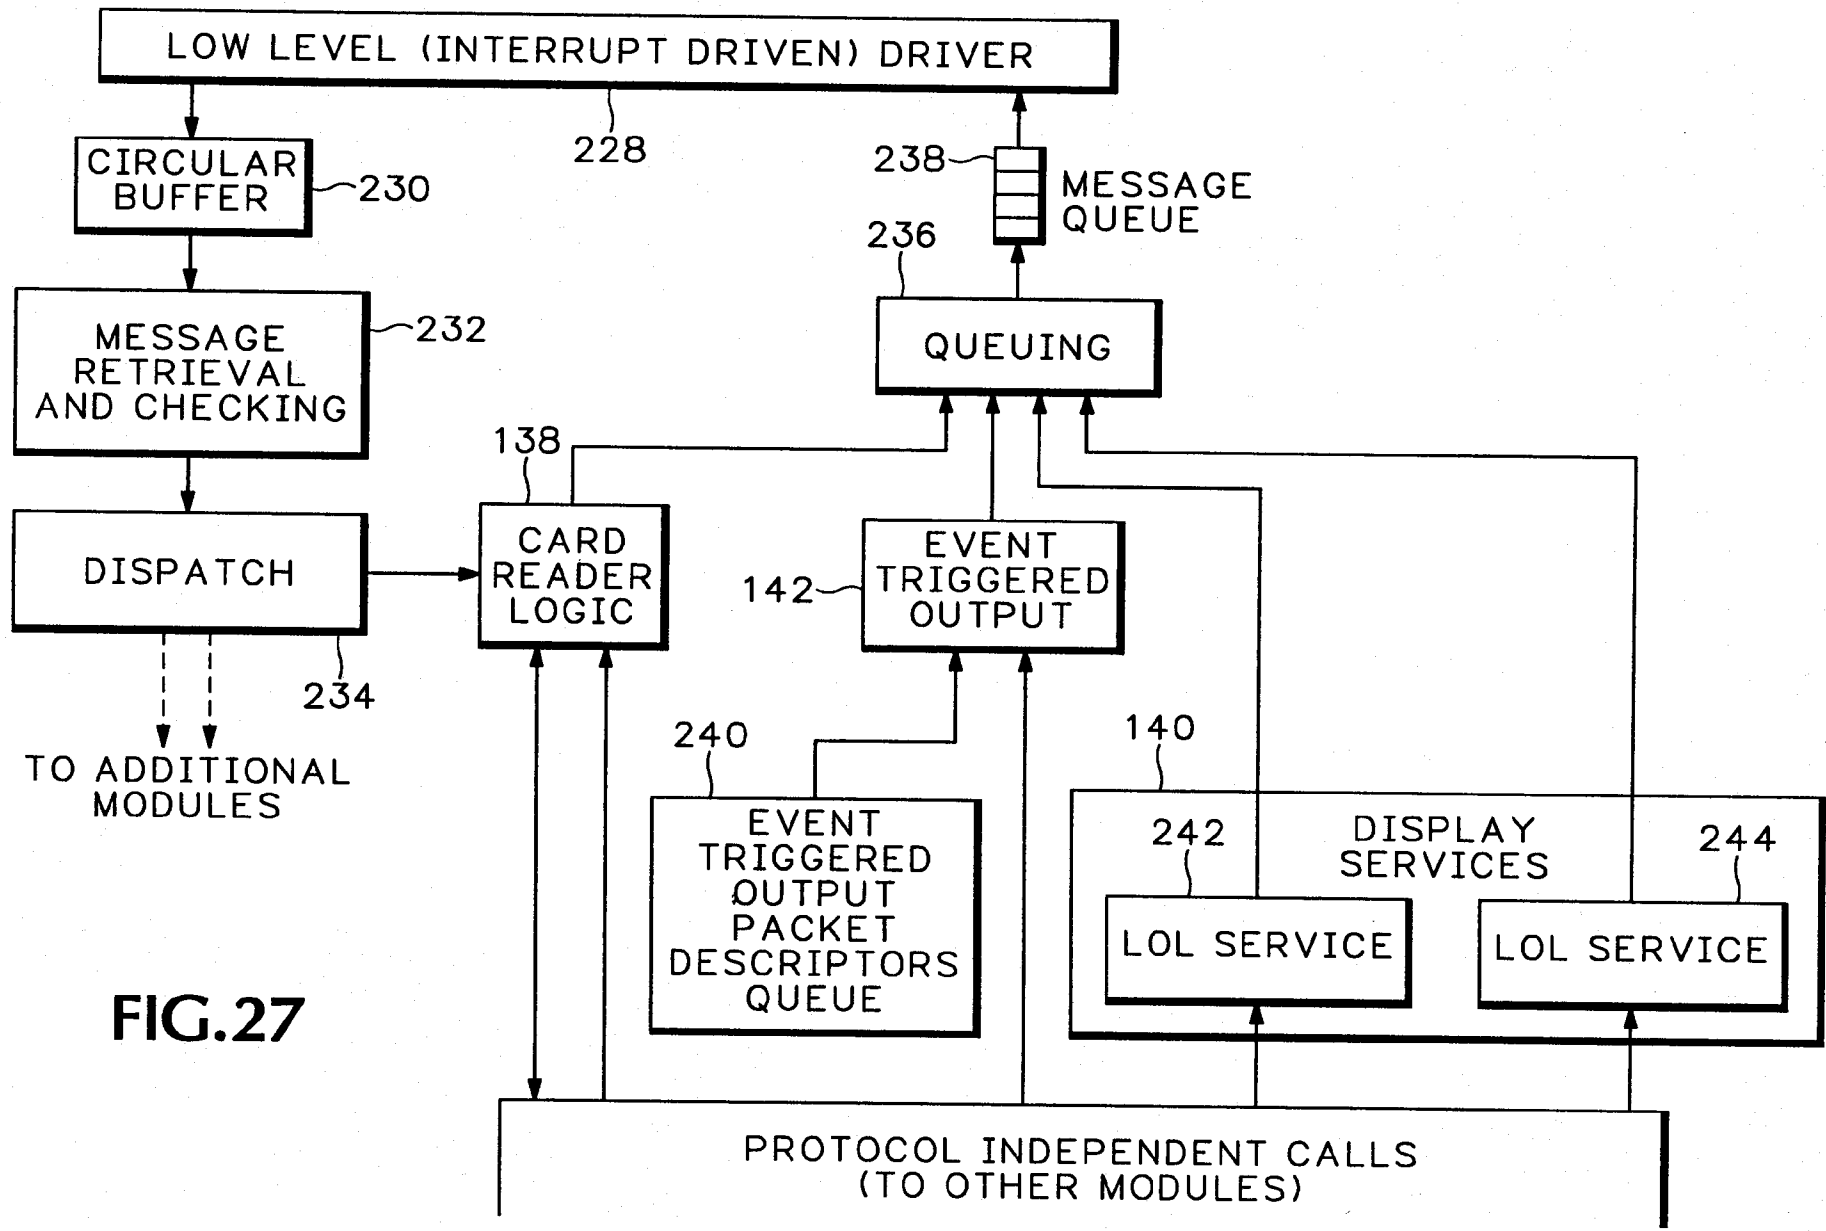 LOW LEVEL (INTERRUPT DRIVEN) DRIVER
228
CIRCULAR
BUFFER
230
238
MESSAGE
QUEUE
236
MESSAGE
RETRIEVAL
AND CHECKING
232
QUEUING
138
DISPATCH
234
CARD
READER
LOGIC
142
EVENT
TRIGGERED
OUTPUT
TO ADDITIONAL
MODULES
240
EVENT
TRIGGERED
OUTPUT
PACKET
DESCRIPTORS
QUEUE
140
DISPLAY
SERVICES
242
LOL SERVICE
244
LOL SERVICE
FIG.27
PROTOCOL INDEPENDENT CALLS
(TO OTHER MODULES)